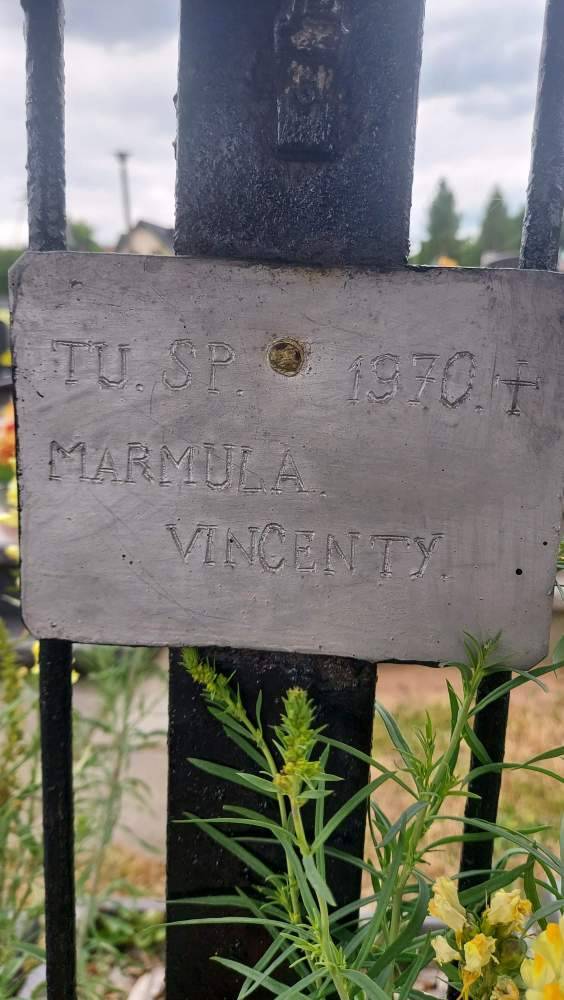 TU. SP. 1970. ✝
MARMULA.
VINCENTY.